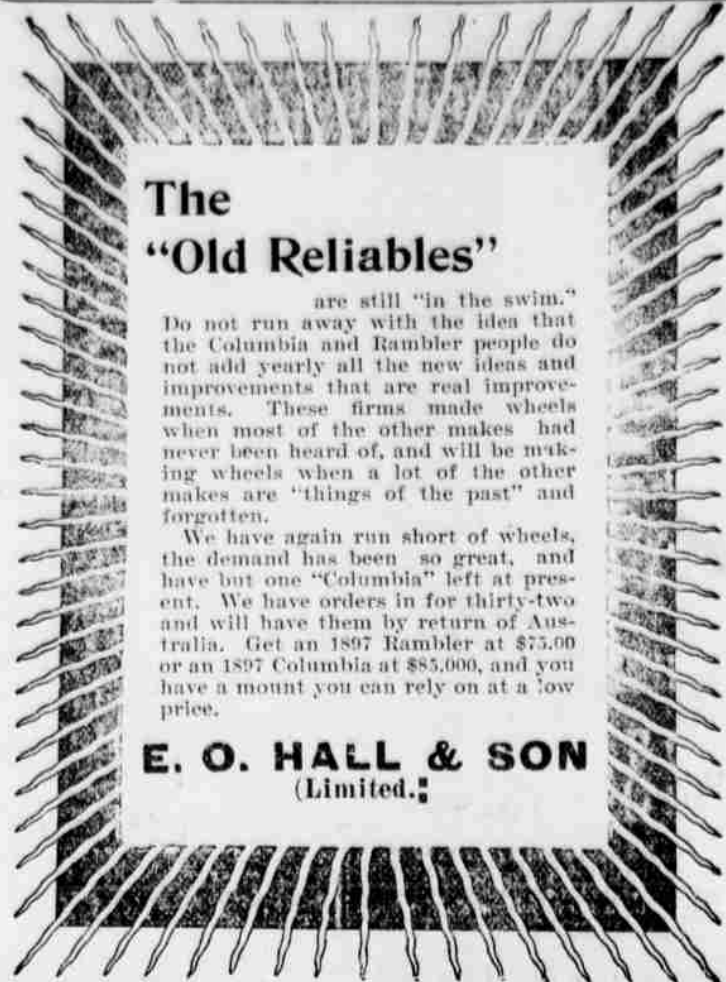 The
“Old Reliables”
are still “in the swim.”
Do not run away with the idea that
the Columbia and Rambler people do
not add yearly all the new ideas and
improvements that are real improve-
ments. These firms made wheels
when most of the other makes had
never been heard of, and will be mak-
ing wheels when a lot of the other
makes are “things of the past” and
forgotten.
We have again run short of wheels,
the demand has been so great, and
have but one “Columbia” left at pres-
ent. We have orders in for thirty-two
and will have them by return of Aus-
tralia. Get an 1897 Rambler at $75.00
or an 1897 Columbia at $85,000, and you
have a mount you can rely on at a low
price.
E. O. HALL & SON
(Limited.: